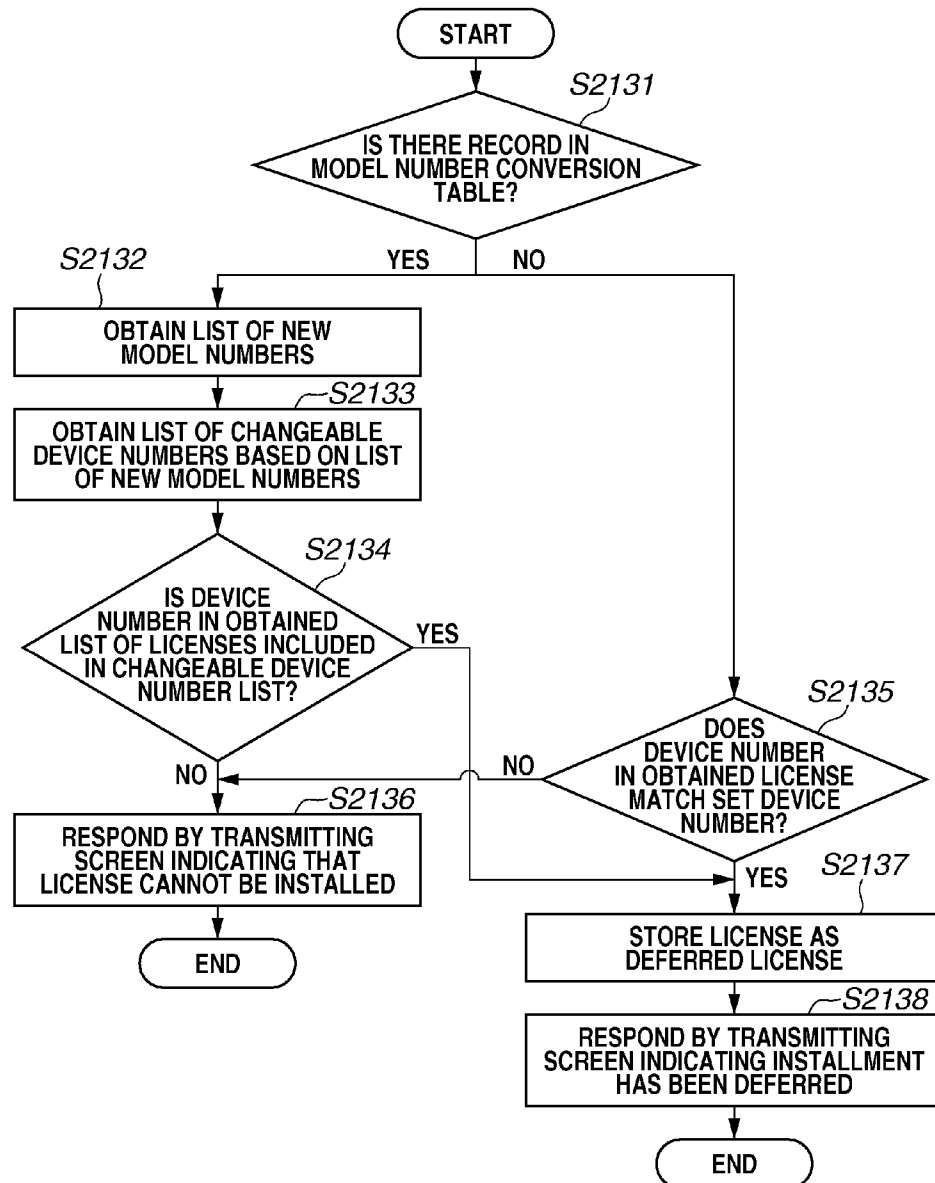 START
S2131
IS THERE RECORD IN
MODEL NUMBER CONVERSION
TABLE?
YES
NO
S2132
OBTAIN LIST OF NEW
MODEL NUMBERS
S2133
OBTAIN LIST OF CHANGEABLE
DEVICE NUMBERS BASED ON LIST
OF NEW MODEL NUMBERS
S2134
IS DEVICE
NUMBER IN OBTAINED
LIST OF LICENSES INCLUDED
IN CHANGEABLE DEVICE
NUMBER LIST?
YES
NO
S2135
DOES
DEVICE NUMBER
IN OBTAINED LICENSE
MATCH SET DEVICE
NUMBER?
NO
YES
S2136
RESPOND BY TRANSMITTING
SCREEN INDICATING THAT
LICENSE CANNOT BE INSTALLED
END
S2137
STORE LICENSE AS
DEFERRED LICENSE
S2138
RESPOND BY TRANSMITTING
SCREEN INDICATING INSTALLMENT
HAS BEEN DEFERRED
END